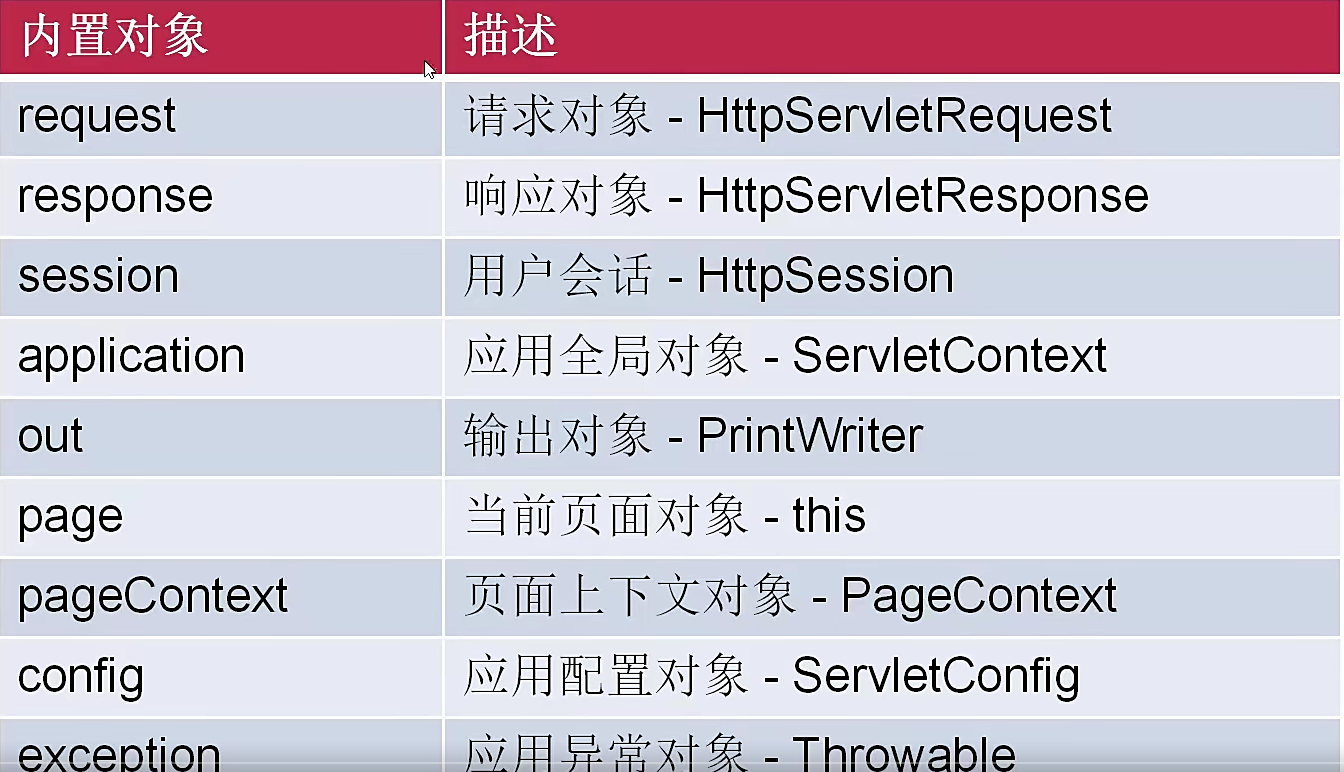 内置对象 描述
request 请求对象 - HttpServletRequest
response 响应对象 - HttpServletResponse
session 用户会话 - HttpSession
application 应用全局对象 - ServletContext
out 输出对象 - PrintWriter
page 当前页面对象 - this
pageContext 页面上下文对象 - PageContext
config 应用配置对象 - ServletConfig
exception 应用异常对象 - Throwable